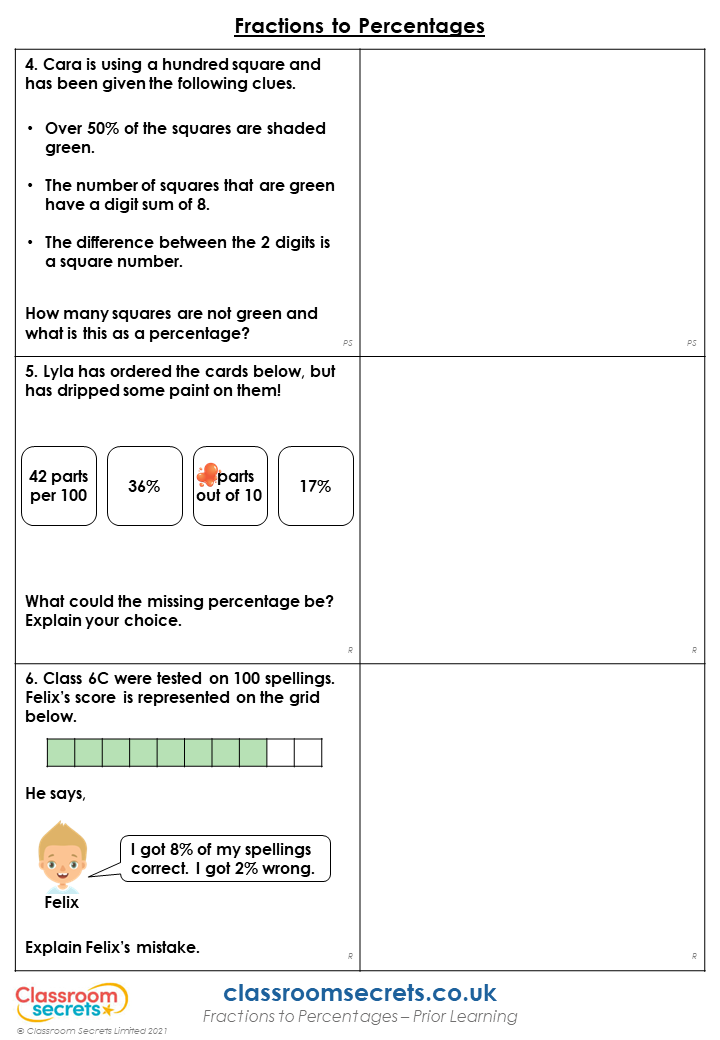 Fractions to Percentages
4. Cara is using a hundred square and
has been given the following clues.
• Over 50% of the squares are shaded
green.
• The number of squares that are green
have a digit sum of 8.
• The difference between the 2 digits is
a square number.
How many squares are not green and
what is this as a percentage?
PS
PS
5. Lyla has ordered the cards below, but
has dripped some paint on them!
42 parts
per 100
36%
parts
out of 10
17%
What could the missing percentage be?
Explain your choice.
R
R
6. Class 6C were tested on 100 spellings.
Felix’s score is represented on the grid
below.
He says,
I got 8% of my spellings
correct. I got 2% wrong.
Felix
Explain Felix’s mistake.
R
R
Classroom
secrets
© Classroom Secrets Limited 2021
classroomsecrets.co.uk
Fractions to Percentages – Prior Learning